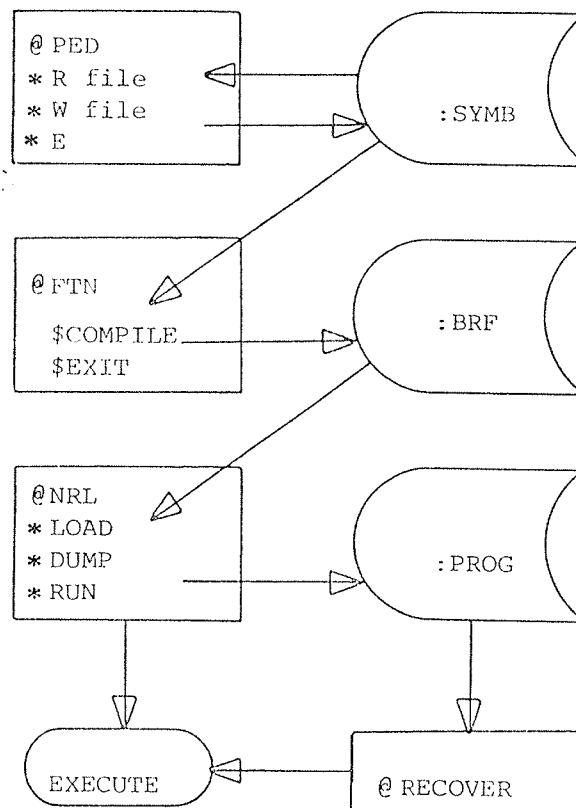 @ PED
* R file
* W file
* E
:SYMB
@ FTN
$COMPILE
$EXIT
:BRF
@ NRL
* LOAD
* DUMP
* RUN
:PROG
EXECUTE
@ RECOVER